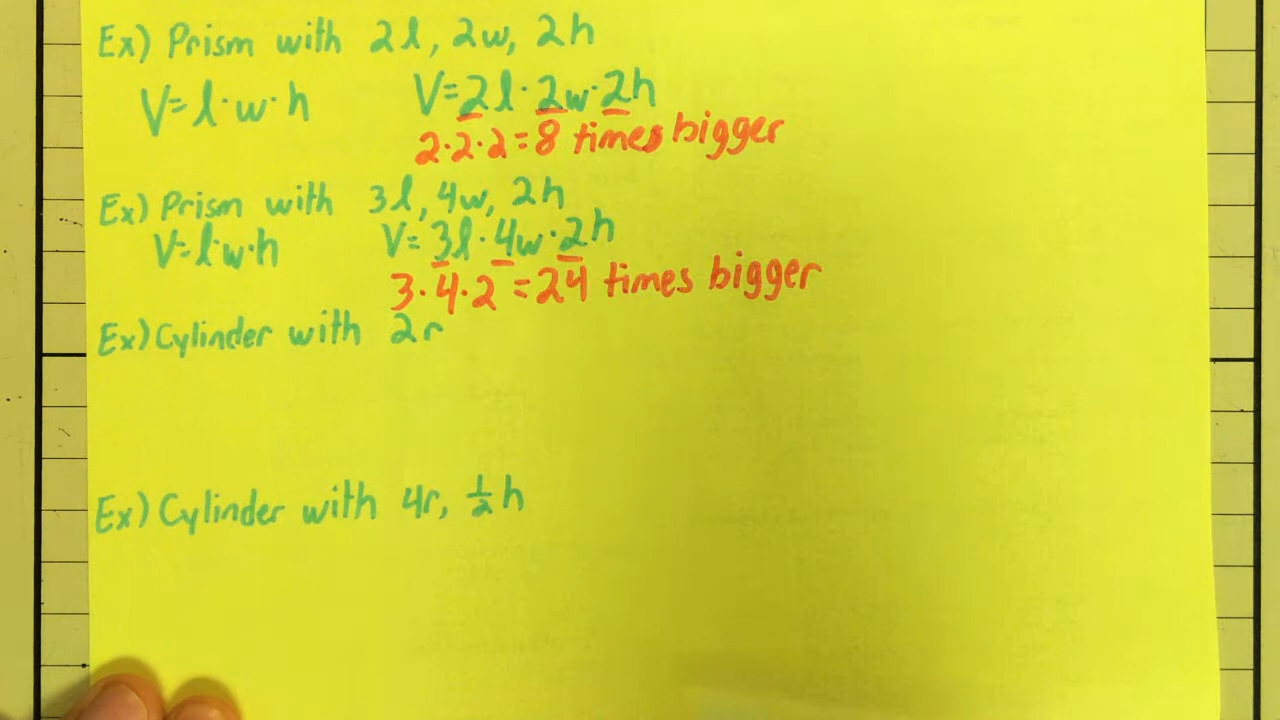 Ex) Prism with 2l, 2w, 2h
V=l·w·h V=2l·2w·2h
2·2·2=8 times bigger
Ex) Prism with 3l, 4w, 2h
V=l·w·h V=3l·4w·2h
3·4·2=24 times bigger
Ex) Cylinder with 2r
Ex) Cylinder with 4r, 1/2 h